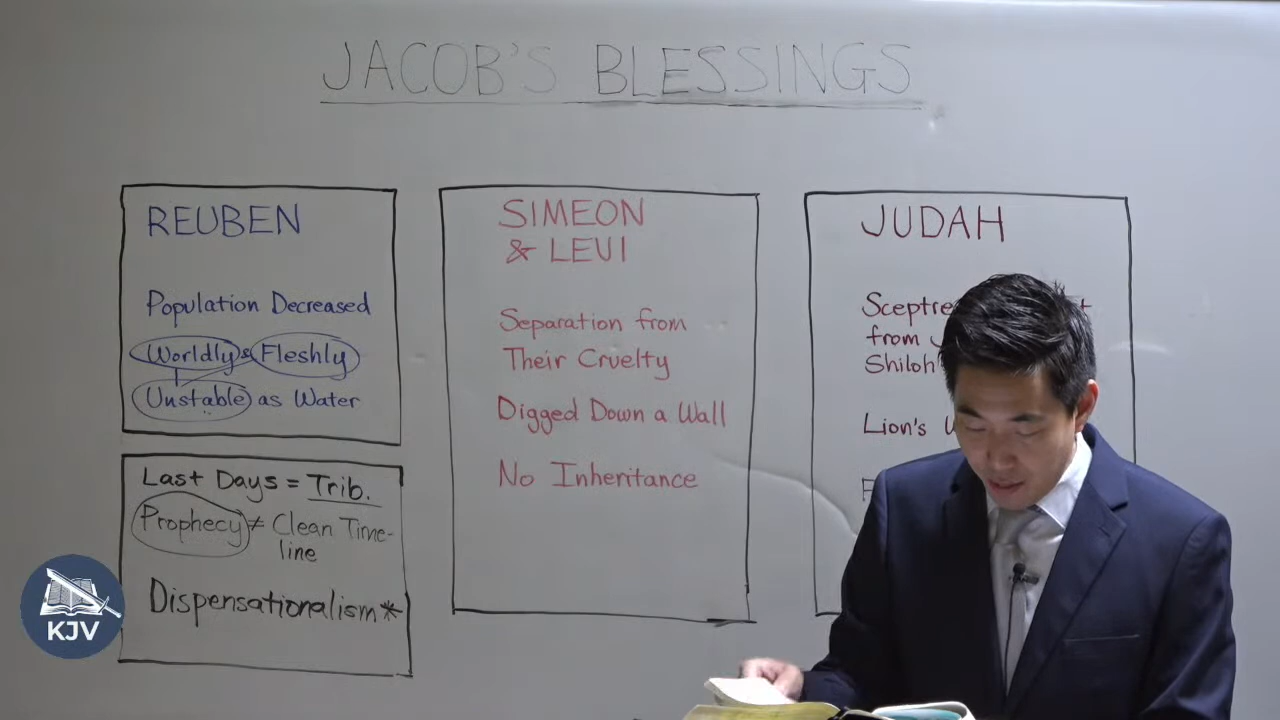 JACOB'S BLESSINGS
REUBEN
Population Decreased
Worldly & Fleshly
Unstable as Water
Last Days = Trib.
Prophecy ≠ Clean Time-
line
Dispensationalism*
SIMEON
& LEVI
Separation from
Their Cruelty
Digged Down a Wall
No Inheritance
JUDAH
Sceptre
from
Shiloh
Lion's
KJV